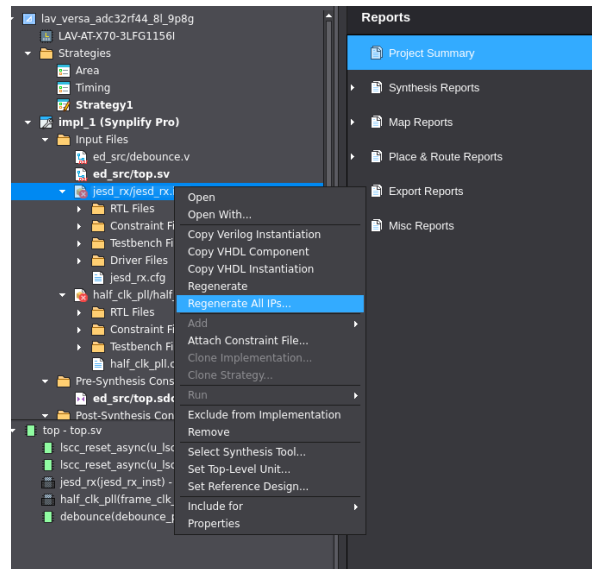 lav_versa_adc32rf44_8l_9p8g
LAV-AT-X70-3LFG1156I
Strategies
Area
Timing
Strategy1
impl_1 (Synplify Pro)
Input Files
ed_src/debounce.v
ed_src/top.sv
jesd_rx/jesd_rx.
RTL Files
Constraint Fi
Testbench Fi
Driver Files
jesd_rx.cfg
half_clk_pll/half_
RTL Files
Constraint Fi
Testbench Fi
half_clk_pll.c
Pre-Synthesis Cons
ed_src/top.sdc
Post-Synthesis Con
top - top.sv
lscc_reset_async(u_lsc
lscc_reset_async(u_lsc
jesd_rx(jesd_rx_inst) -
half_clk_pll(frame_clk_
debounce(debounce_p
Open
Open With...
Copy Verilog Instantiation
Copy VHDL Component
Copy VHDL Instantiation
Regenerate
Regenerate All IPs...
Add
Attach Constraint File...
Clone Implementation...
Clone Strategy...
Run
Exclude from Implementation
Remove
Select Synthesis Tool...
Set Top-Level Unit...
Set Reference Design...
Include for
Properties
Reports
Project Summary
Synthesis Reports
Map Reports
Place & Route Reports
Export Reports
Misc Reports